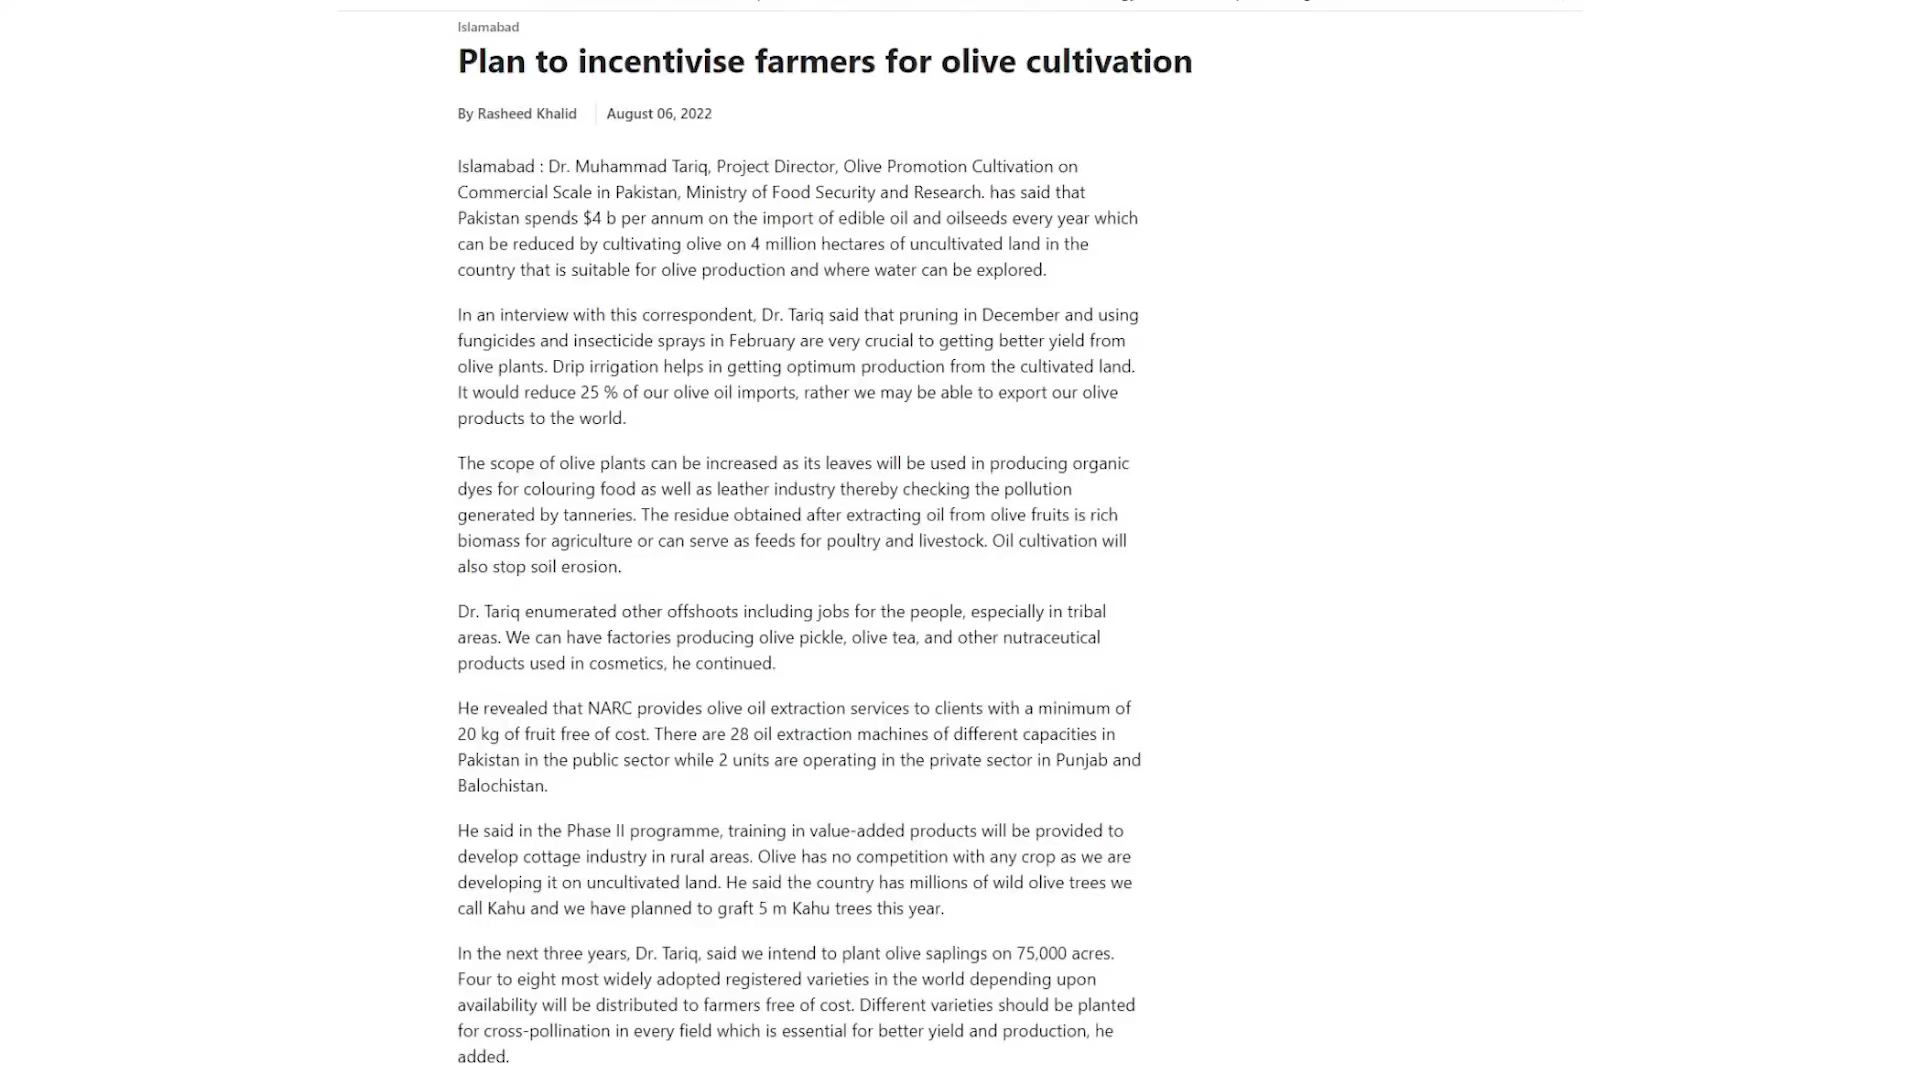 Islamabad
Plan to incentivise farmers for olive cultivation
By Rasheed Khalid August 06, 2022
Islamabad : Dr. Muhammad Tariq, Project Director, Olive Promotion Cultivation on
Commercial Scale in Pakistan, Ministry of Food Security and Research. has said that
Pakistan spends $4 b per annum on the import of edible oil and oilseeds every year which
can be reduced by cultivating olive on 4 million hectares of uncultivated land in the
country that is suitable for olive production and where water can be explored.
In an interview with this correspondent, Dr. Tariq said that pruning in December and using
fungicides and insecticide sprays in February are very crucial to getting better yield from
olive plants. Drip irrigation helps in getting optimum production from the cultivated land.
It would reduce 25 % of our olive oil imports, rather we may be able to export our olive
products to the world.
The scope of olive plants can be increased as its leaves will be used in producing organic
dyes for colouring food as well as leather industry thereby checking the pollution
generated by tanneries. The residue obtained after extracting oil from olive fruits is rich
biomass for agriculture or can serve as feeds for poultry and livestock. Oil cultivation will
also stop soil erosion.
Dr. Tariq enumerated other offshoots including jobs for the people, especially in tribal
areas. We can have factories producing olive pickle, olive tea, and other nutraceutical
products used in cosmetics, he continued.
He revealed that NARC provides olive oil extraction services to clients with a minimum of
20 kg of fruit free of cost. There are 28 oil extraction machines of different capacities in
Pakistan in the public sector while 2 units are operating in the private sector in Punjab and
Balochistan.
He said in the Phase II programme, training in value-added products will be provided to
develop cottage industry in rural areas. Olive has no competition with any crop as we are
developing it on uncultivated land. He said the country has millions of wild olive trees we
call Kahu and we have planned to graft 5 m Kahu trees this year.
In the next three years, Dr. Tariq, said we intend to plant olive saplings on 75,000 acres.
Four to eight most widely adopted registered varieties in the world depending upon
availability will be distributed to farmers free of cost. Different varieties should be planted
for cross-pollination in every field which is essential for better yield and production, he
added.